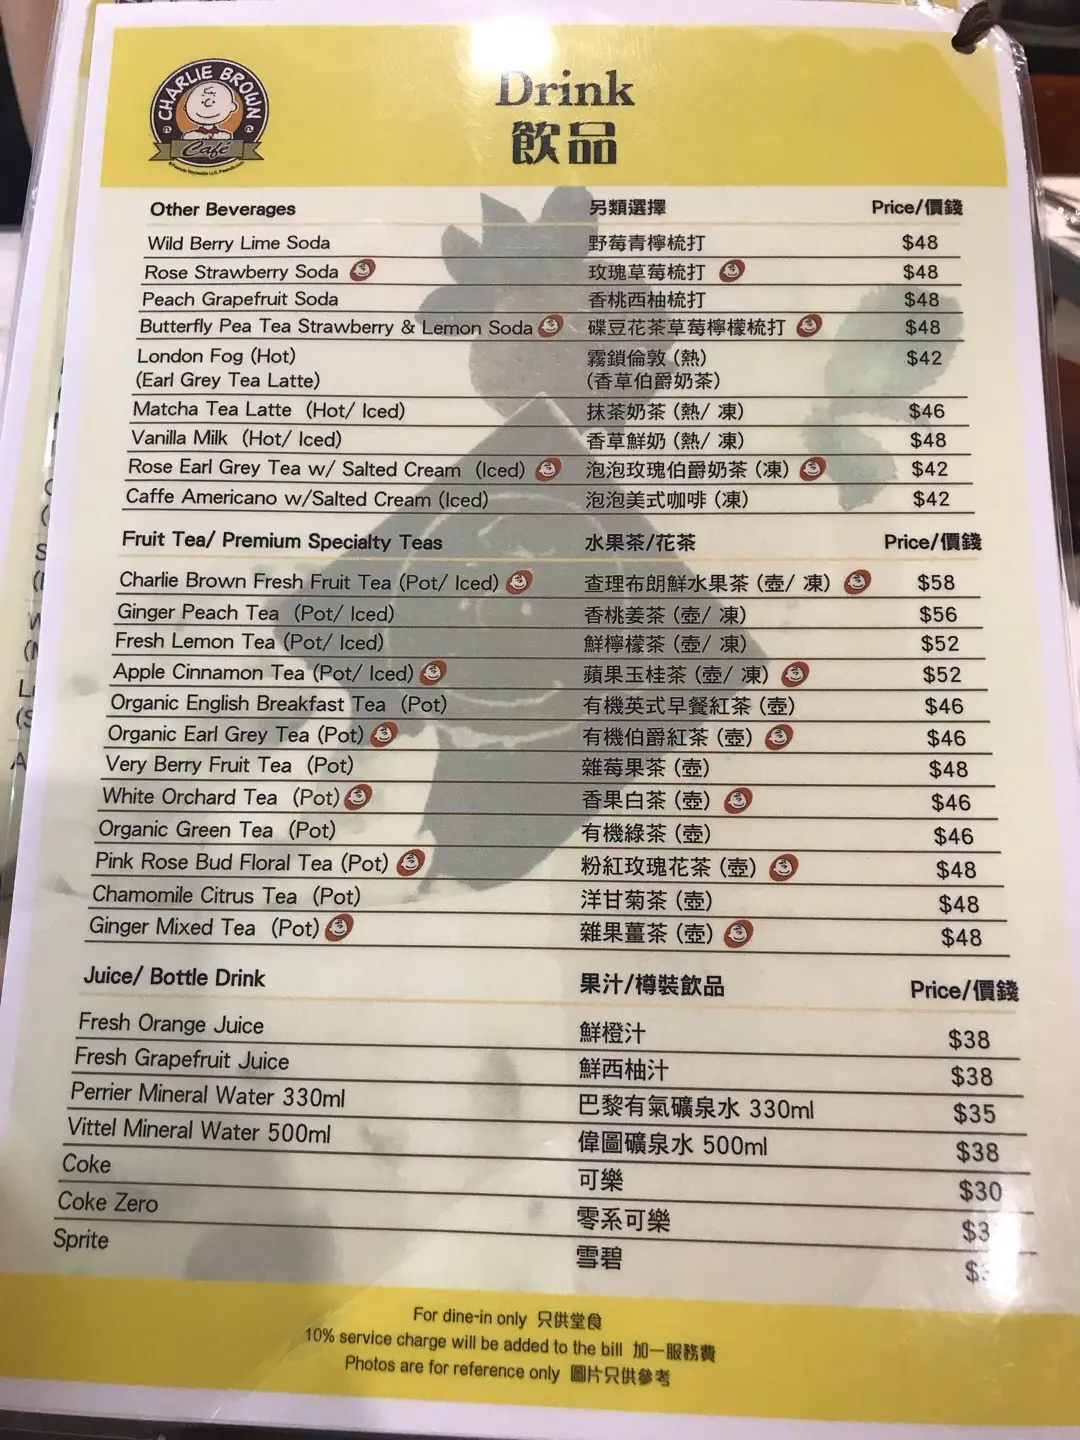 CHARLIE BROWN
Café
Drink
飲品
Other Beverages 另類選擇 Price/價錢
Wild Berry Lime Soda 野莓青檸梳打 $48
Rose Strawberry Soda 玫瑰草莓梳打 $48
Peach Grapefruit Soda 香桃西柚梳打 $48
Butterfly Pea Tea Strawberry & Lemon Soda 碟豆花茶草莓檸檬梳打 $48
London Fog (Hot) 霧鎖倫敦 (熱) $42
(Earl Grey Tea Latte) (香草伯爵奶茶)
Matcha Tea Latte (Hot/ Iced) 抹茶奶茶 (熱/ 凍) $46
Vanilla Milk (Hot/ Iced) 香草鮮奶 (熱/ 凍) $48
Rose Earl Grey Tea w/ Salted Cream (Iced) 泡泡玫瑰伯爵奶茶 (凍) $42
Caffe Americano w/Salted Cream (Iced) 泡泡美式咖啡 (凍) $42
Fruit Tea/ Premium Specialty Teas 水果茶/花茶 Price/價錢
Charlie Brown Fresh Fruit Tea (Pot/ Iced) 查理布朗鮮水果茶 (壺/ 凍) $58
Ginger Peach Tea (Pot/ Iced) 香桃姜茶 (壺/ 凍) $56
Fresh Lemon Tea (Pot/ Iced) 鮮檸檬茶 (壺/ 凍) $52
Apple Cinnamon Tea (Pot/ Iced) 蘋果玉桂茶 (壺/ 凍) $52
Organic English Breakfast Tea (Pot) 有機英式早餐紅茶 (壺) $46
Organic Earl Grey Tea (Pot) 有機伯爵紅茶 (壺) $46
Very Berry Fruit Tea (Pot) 雜莓果茶 (壺) $48
White Orchard Tea (Pot) 香果白茶 (壺) $46
Organic Green Tea (Pot) 有機綠茶 (壺) $46
Pink Rose Bud Floral Tea (Pot) 粉紅玫瑰花茶 (壺) $48
Chamomile Citrus Tea (Pot) 洋甘菊茶 (壺) $48
Ginger Mixed Tea (Pot) 雜果薑茶 (壺) $48
Juice/ Bottle Drink 果汁/樽裝飲品 Price/價錢
Fresh Orange Juice 鮮橙汁 $38
Fresh Grapefruit Juice 鮮西柚汁 $38
Perrier Mineral Water 330ml 巴黎有氣礦泉水 330ml $35
Vittel Mineral Water 500ml 偉圖礦泉水 500ml $38
Coke 可樂 $30
Coke Zero 零系可樂
Sprite 雪碧
For dine-in only 只供堂食
10% service charge will be added to the bill 加一服務費
Photos are for reference only 圖片只供參考